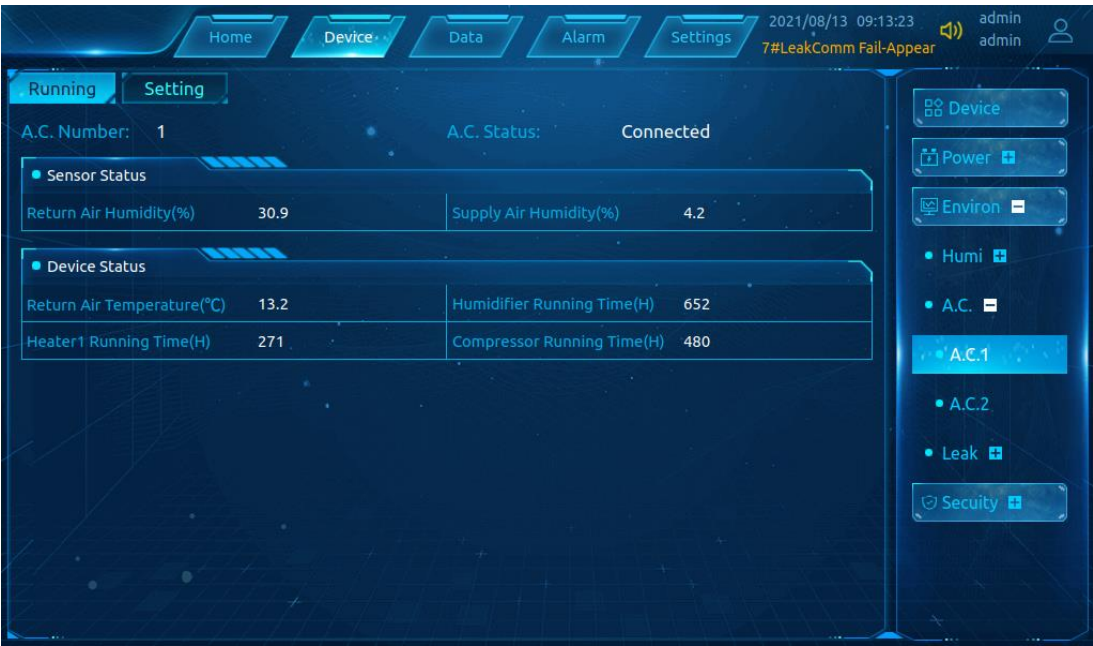 Home Device Data Alarm Settings 2021/08/13 09:13:23 admin
7#LeakComm Fail-Appear admin
Running Setting
A.C. Number: 1 A.C. Status: Connected
Sensor Status
Return Air Humidity(%) 30.9 Supply Air Humidity(%) 4.2
Device Status
Return Air Temperature(℃) 13.2 Humidifier Running Time(H) 652
Heater1 Running Time(H) 271 Compressor Running Time(H) 480
Device
Power
Environ
Humi
A.C.
A.C.1
A.C.2
Leak
Secuity